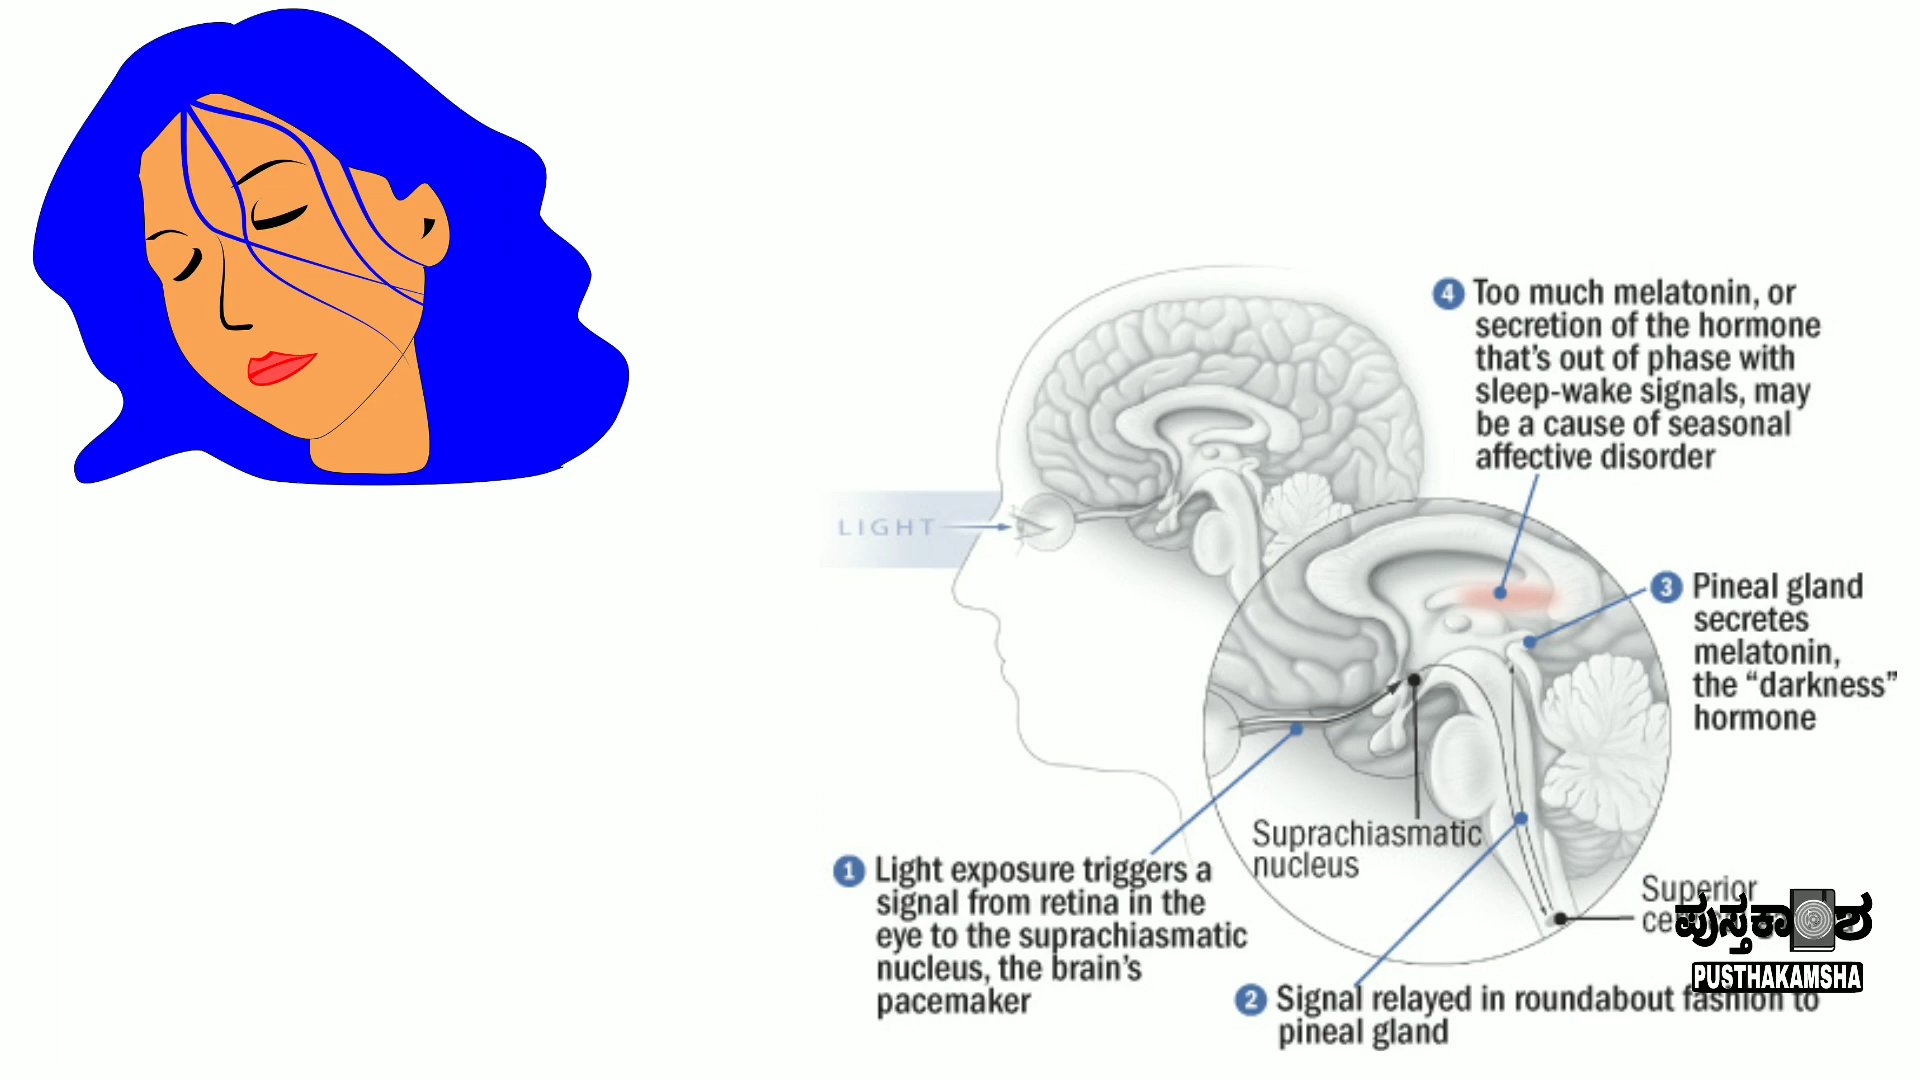 4 Too much melatonin, or
secretion of the hormone
that's out of phase with
sleep-wake signals, may
be a cause of seasonal
affective disorder
LIGHT
3 Pineal gland
secretes
melatonin,
the “darkness”
hormone
Suprachiasmatic
nucleus
1 Light exposure triggers a
signal from retina in the
eye to the suprachiasmatic
nucleus, the brain's
pacemaker
Superior
ಪುಸ್ತಕಾಂಶ
PUSTHAKAMSHA
2 Signal relayed in roundabout fashion to
pineal gland